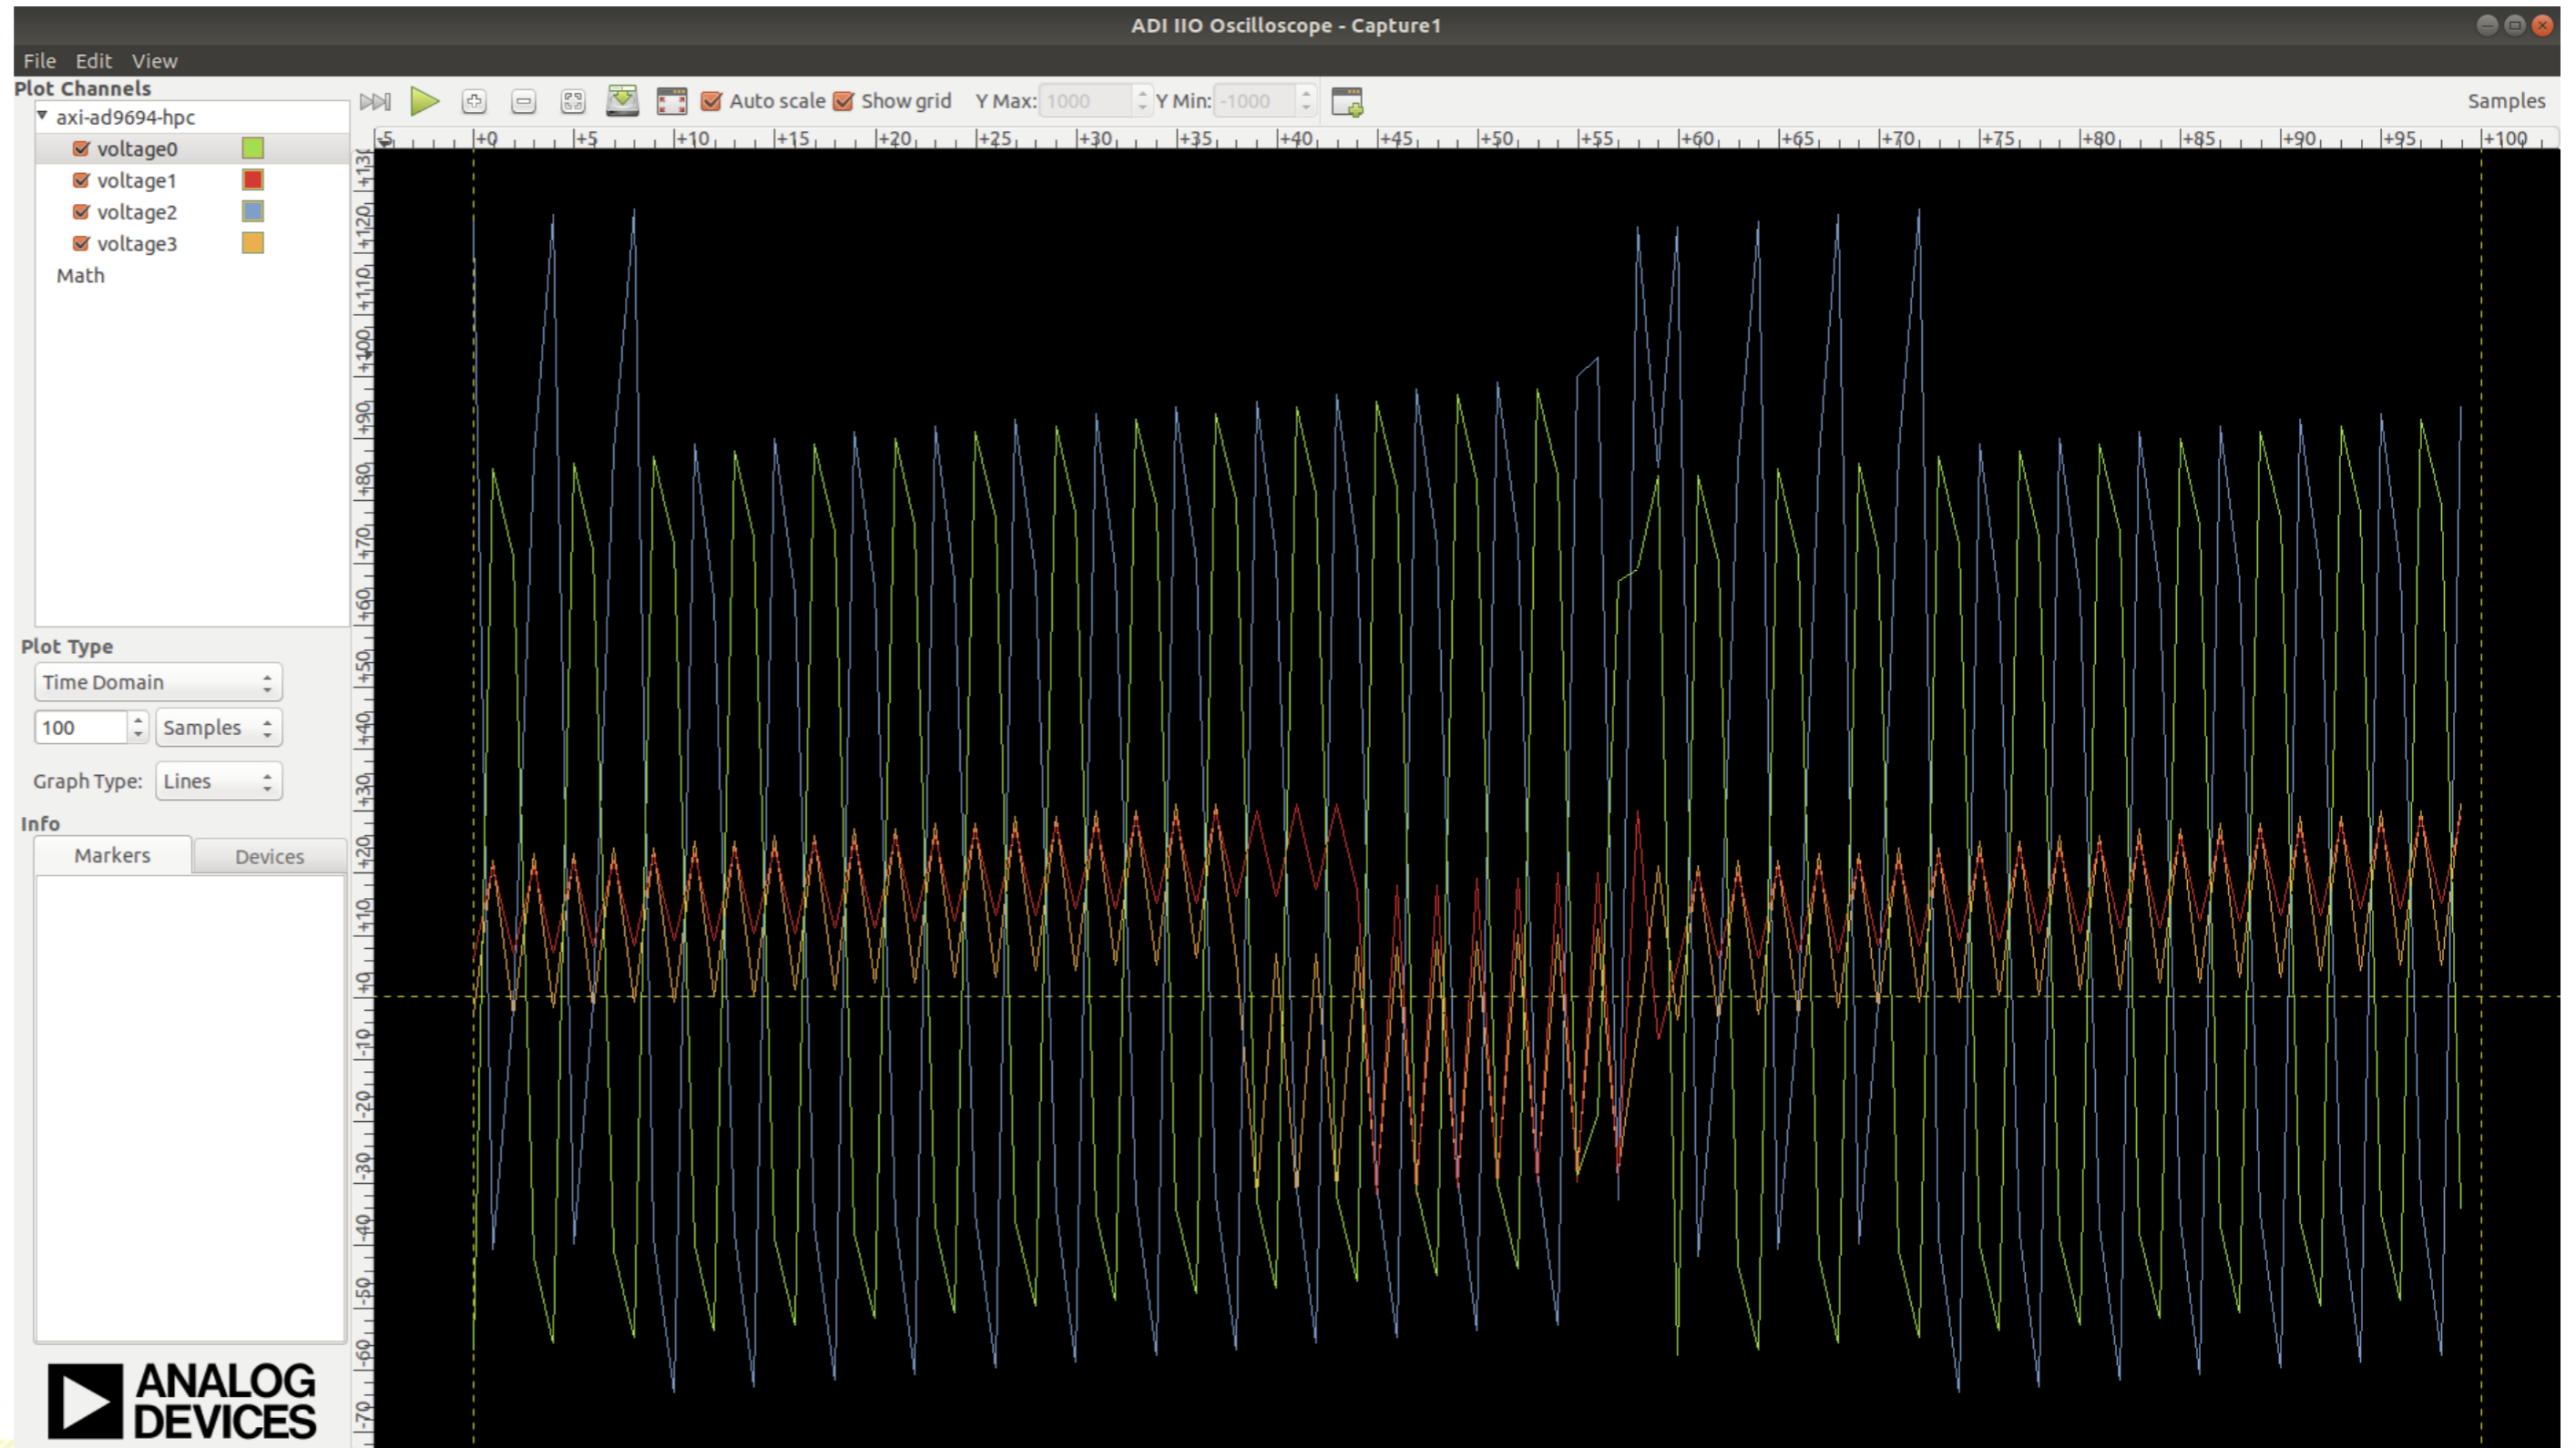 ADI IIO Oscilloscope - Capture1
File Edit View
Plot Channels
axi-ad9694-hpc
voltage0
voltage1
voltage2
voltage3
Math
Auto scale Show grid Y Max: 1000 Y Min: -1000 Samples
-5 +0 +5 +10 +15 +20 +25 +30 +35 +40 +45 +50 +55 +60 +65 +70 +75 +80 +85 +90 +95 +100
+130
+120
+110
+100
+90
+80
+70
+60
+50
+40
+30
+20
+10
+0
-10
-20
-30
-40
-50
-60
-70
Plot Type
Time Domain
100 Samples
Graph Type: Lines
Info
Markers Devices
ANALOG
DEVICES